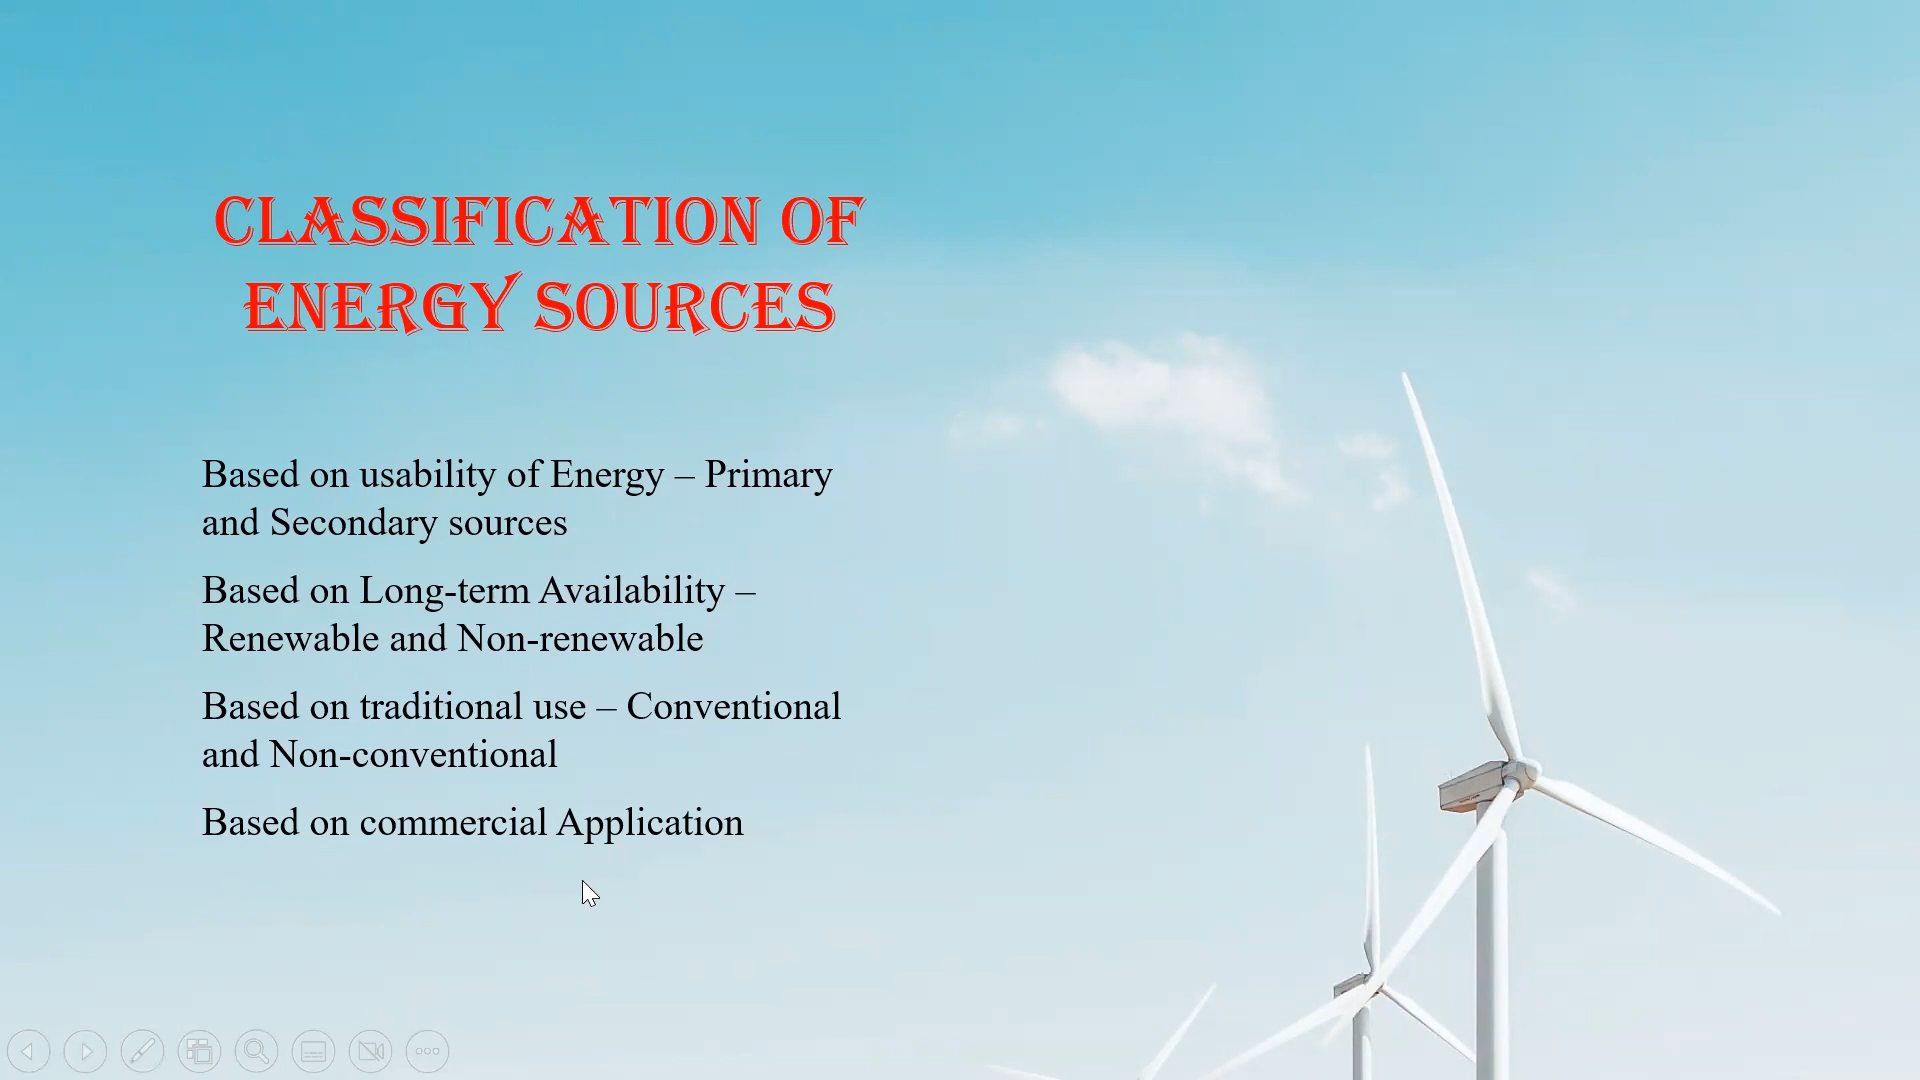 CLASSIFICATION OF
ENERGY SOURCES
Based on usability of Energy – Primary
and Secondary sources
Based on Long-term Availability –
Renewable and Non-renewable
Based on traditional use – Conventional
and Non-conventional
Based on commercial Application